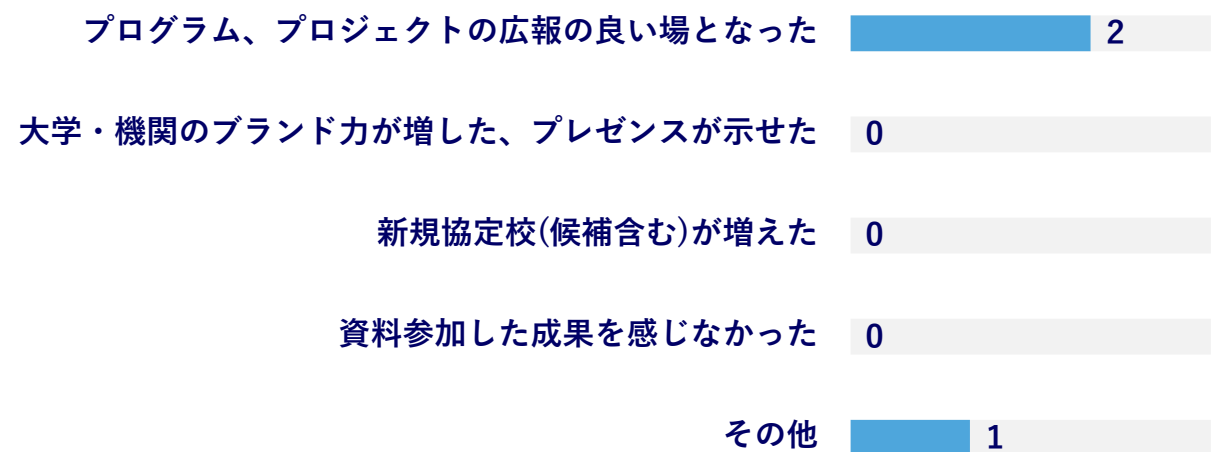 プログラム、プロジェクトの広報の良い場となった 2
大学・機関のブランド力が増した、プレゼンスが示せた 0
新規協定校(候補含む)が増えた 0
資料参加した成果を感じなかった 0
その他 1